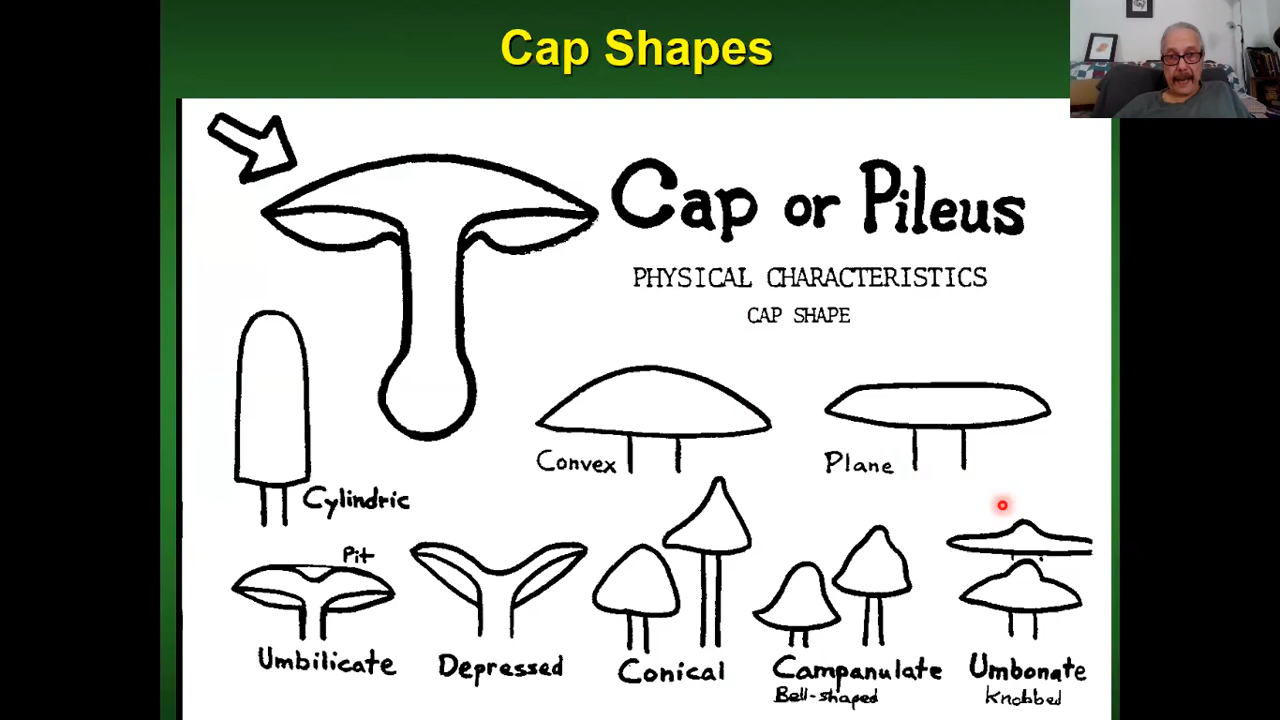 Cap Shapes
Cap or Pileus
PHYSICAL CHARACTERISTICS
CAP SHAPE
Convex
Plane
Cylindric
Pit
Umbilicate
Depressed
Conical
Campanulate
Bell-shaped
Umbonate
Knobbed